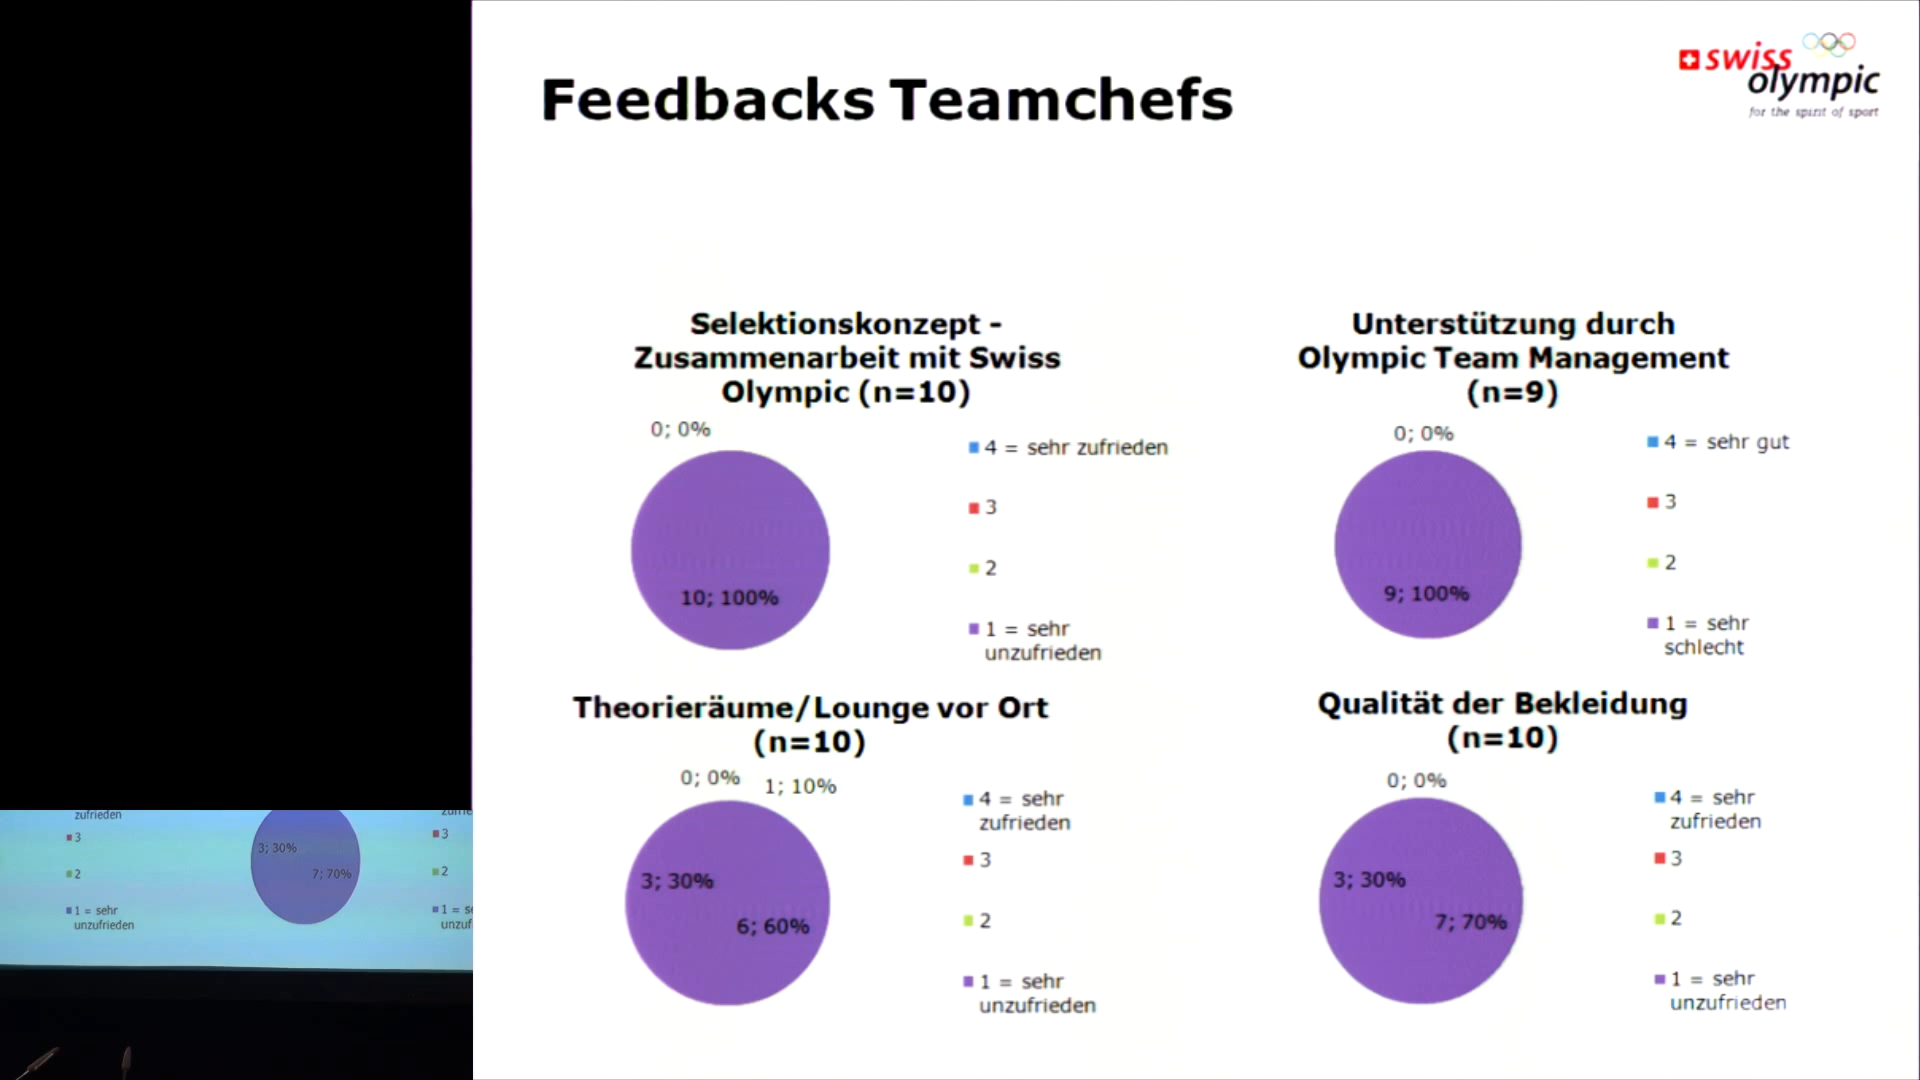 Feedbacks Teamchefs
swiss
olympic
for the spirit of sport
Selektionskonzept -
Zusammenarbeit mit Swiss
Olympic (n=10)
0; 0%
10; 100%
4 = sehr zufrieden
3
2
1 = sehr
unzufrieden
Unterstützung durch
Olympic Team Management
(n=9)
0; 0%
9; 100%
4 = sehr gut
3
2
1 = sehr
schlecht
Theorieräume/Lounge vor Ort
(n=10)
0; 0%
1; 10%
3; 30%
6; 60%
4 = sehr
zufrieden
3
2
1 = sehr
unzufrieden
Qualität der Bekleidung
(n=10)
0; 0%
3; 30%
7; 70%
4 = sehr
zufrieden
3
2
1 = sehr
unzufrieden
zufrieden
3
2
1 = sehr
unzufrieden
3; 30%
7; 70%
3
2